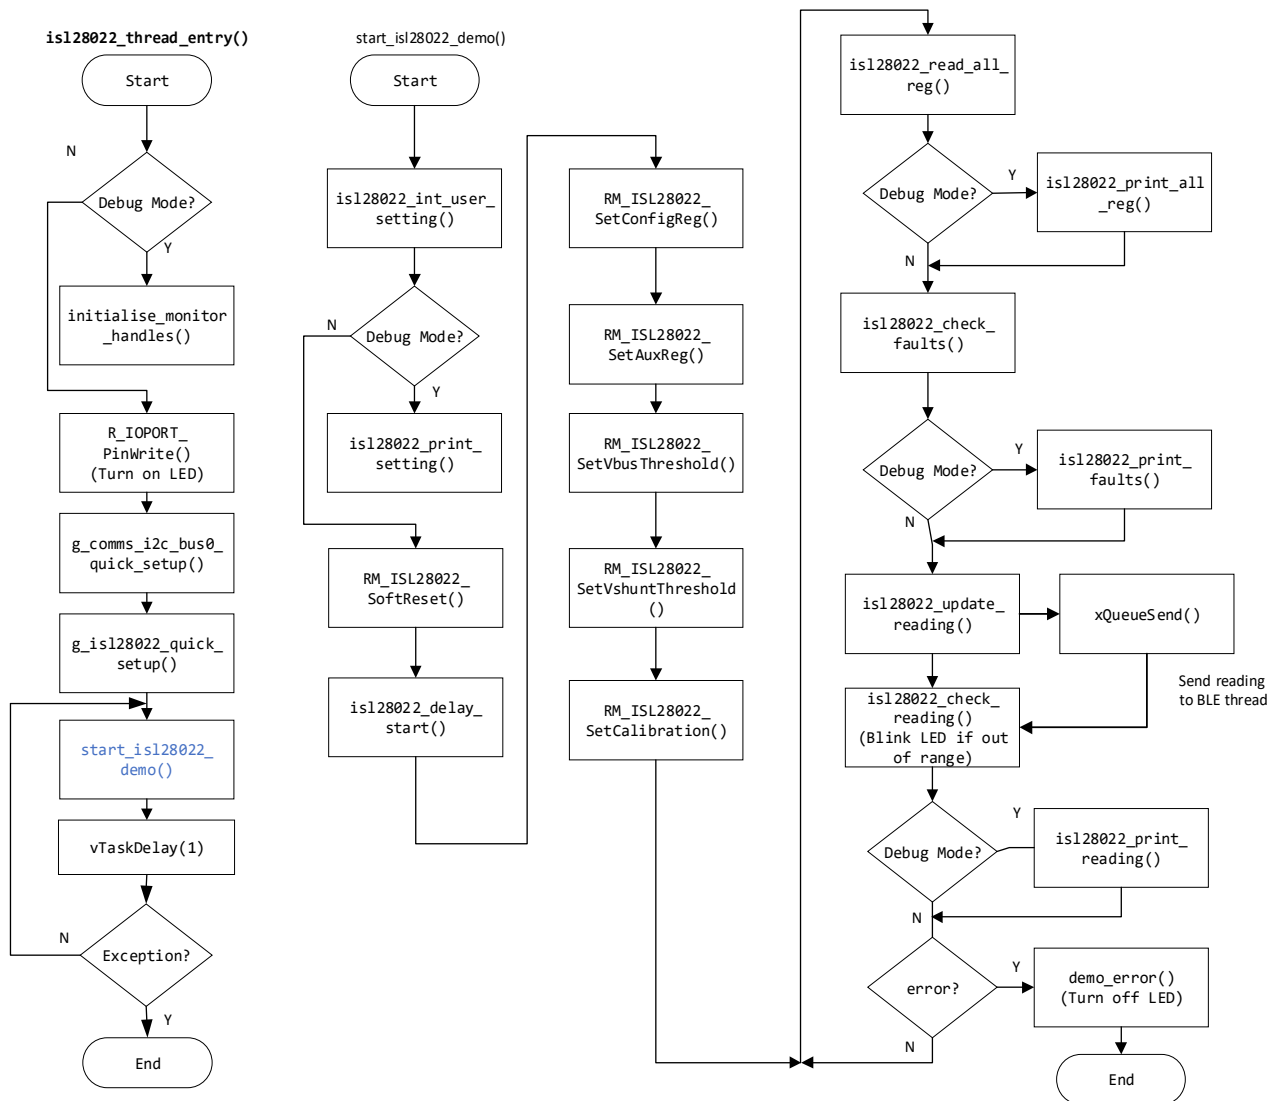 isl28022_thread_entry()
Start
N
Debug Mode?
Y
initialise_monitor
_handles()
R_IOPORT_
PinWrite()
(Turn on LED)
g_comms_i2c_bus0_
quick_setup()
g_isl28022_quick_
setup()
start_isl28022_
demo()
vTaskDelay(1)
N
Exception?
Y
End
start_isl28022_demo()
Start
isl28022_int_user_
setting()
N
Debug Mode?
Y
isl28022_print_
setting()
RM_ISL28022_
SoftReset()
isl28022_delay_
start()
RM_ISL28022_
SetConfigReg()
RM_ISL28022_
SetAuxReg()
RM_ISL28022_
SetVbusThreshold()
RM_ISL28022_
SetVshuntThreshold
()
RM_ISL28022_
SetCalibration()
isl28022_read_all_
reg()
Debug Mode?
Y
isl28022_print_all
_reg()
N
isl28022_check_
faults()
Debug Mode?
Y
isl28022_print_
faults()
N
isl28022_update_
reading()
xQueueSend()
Send reading
to BLE thread
isl28022_check_
reading()
(Blink LED if out
of range)
Debug Mode?
Y
isl28022_print_
reading()
N
error?
Y
demo_error()
(Turn off LED)
N
End